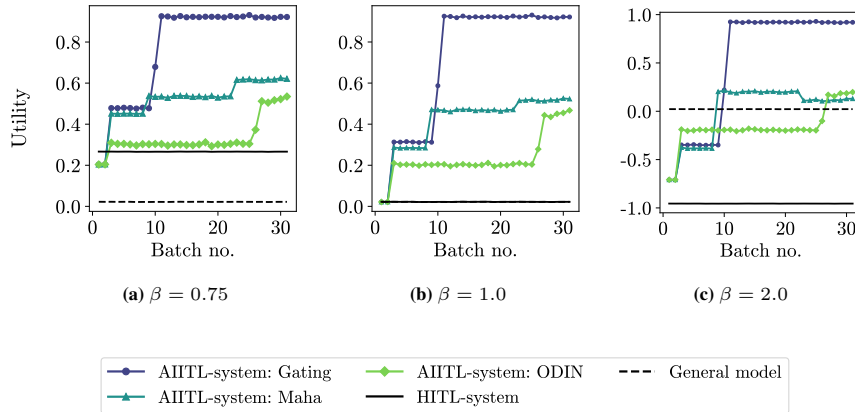 Utility
0.8
0.6
0.4
0.2
0.0
0 10 20 30
Batch no.
(a) β = 0.75
0.8
0.6
0.4
0.2
0.0
0 10 20 30
Batch no.
(b) β = 1.0
1.0
0.5
0.0
-0.5
-1.0
0 10 20 30
Batch no.
(c) β = 2.0
AIITL-system: Gating
AIITL-system: Maha
AIITL-system: ODIN
HITL-system
General model